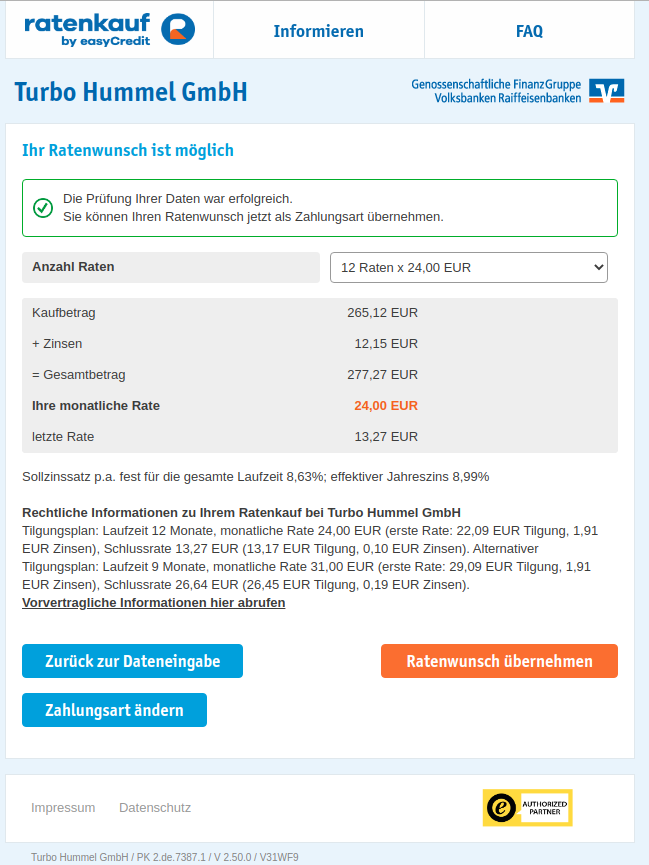 ratenkauf
by easyCredit
Informieren
FAQ
Turbo Hummel GmbH
Genossenschaftliche FinanzGruppe
Volksbanken Raiffeisenbanken
Ihr Ratenwunsch ist möglich
Die Prüfung Ihrer Daten war erfolgreich.
Sie können Ihren Ratenwunsch jetzt als Zahlungsart übernehmen.
Anzahl Raten
12 Raten x 24,00 EUR
Kaufbetrag 265,12 EUR
+ Zinsen 12,15 EUR
= Gesamtbetrag 277,27 EUR
Ihre monatliche Rate 24,00 EUR
letzte Rate 13,27 EUR
Sollzinssatz p.a. fest für die gesamte Laufzeit 8,63%; effektiver Jahreszins 8,99%
Rechtliche Informationen zu Ihrem Ratenkauf bei Turbo Hummel GmbH
Tilgungsplan: Laufzeit 12 Monate, monatliche Rate 24,00 EUR (erste Rate: 22,09 EUR Tilgung, 1,91
EUR Zinsen), Schlussrate 13,27 EUR (13,17 EUR Tilgung, 0,10 EUR Zinsen). Alternativer
Tilgungsplan: Laufzeit 9 Monate, monatliche Rate 31,00 EUR (erste Rate: 29,09 EUR Tilgung, 1,91
EUR Zinsen), Schlussrate 26,64 EUR (26,45 EUR Tilgung, 0,19 EUR Zinsen).
Vorvertragliche Informationen hier abrufen
Zurück zur Dateneingabe
Ratenwunsch übernehmen
Zahlungsart ändern
Impressum
Datenschutz
e AUTHORIZED
PARTNER
Turbo Hummel GmbH / PK 2.de.7387.1 / V 2.50.0 / V31WF9